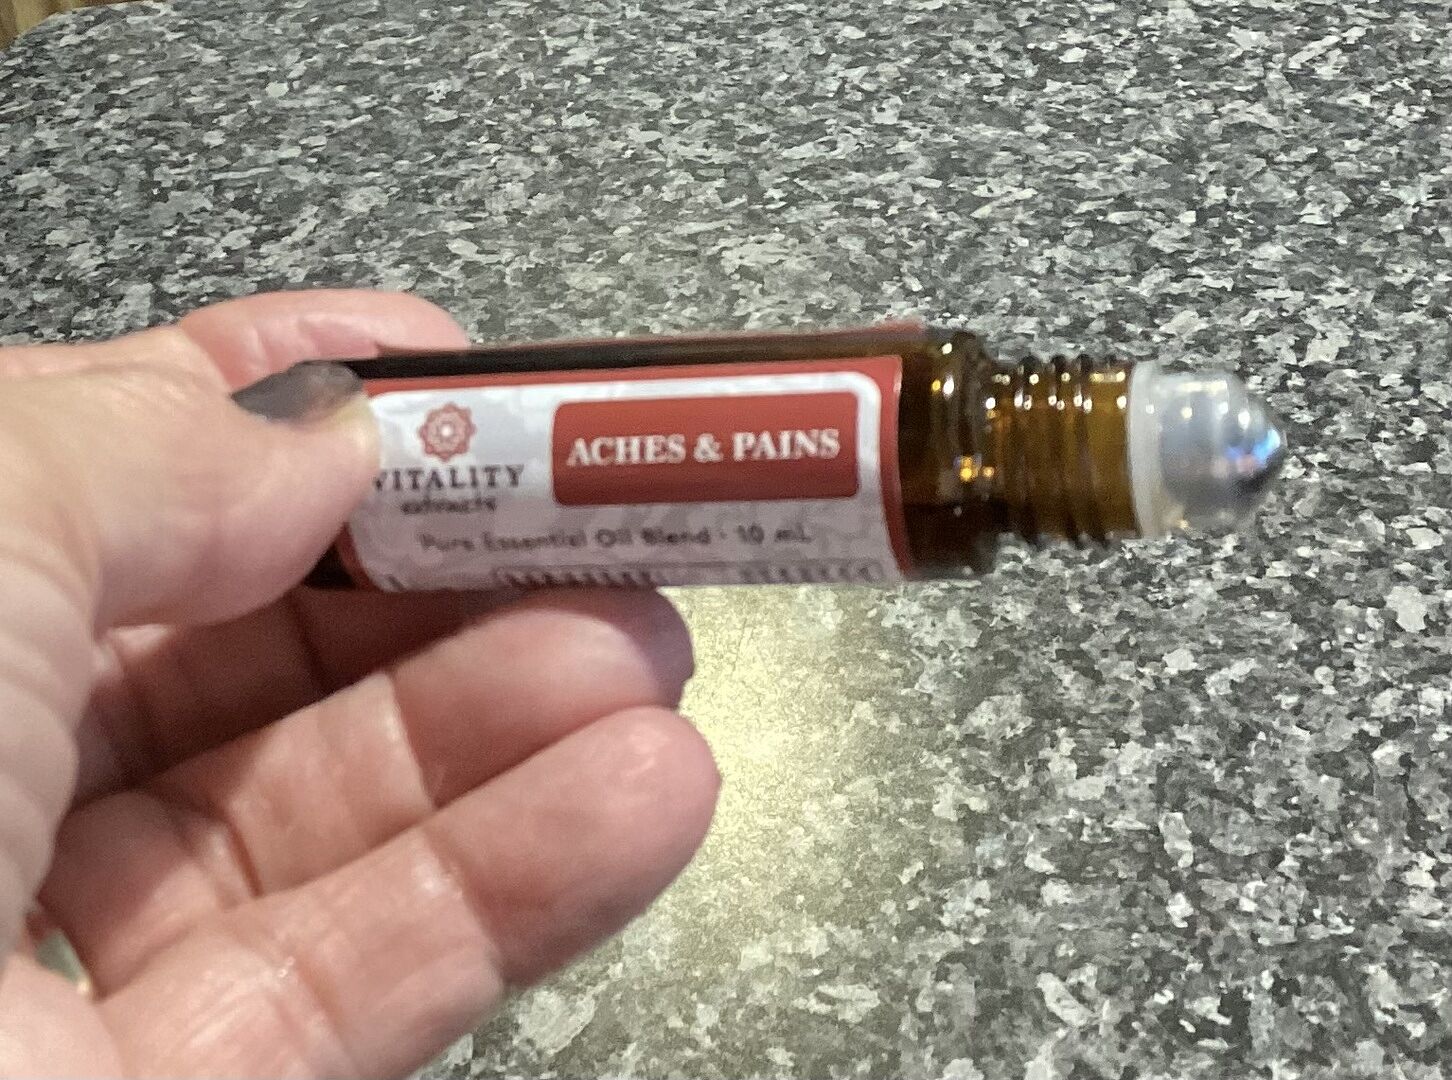 VITALITY
extracts
ACHES & PAINS
Pure Essential Oil Blend · 10 mL